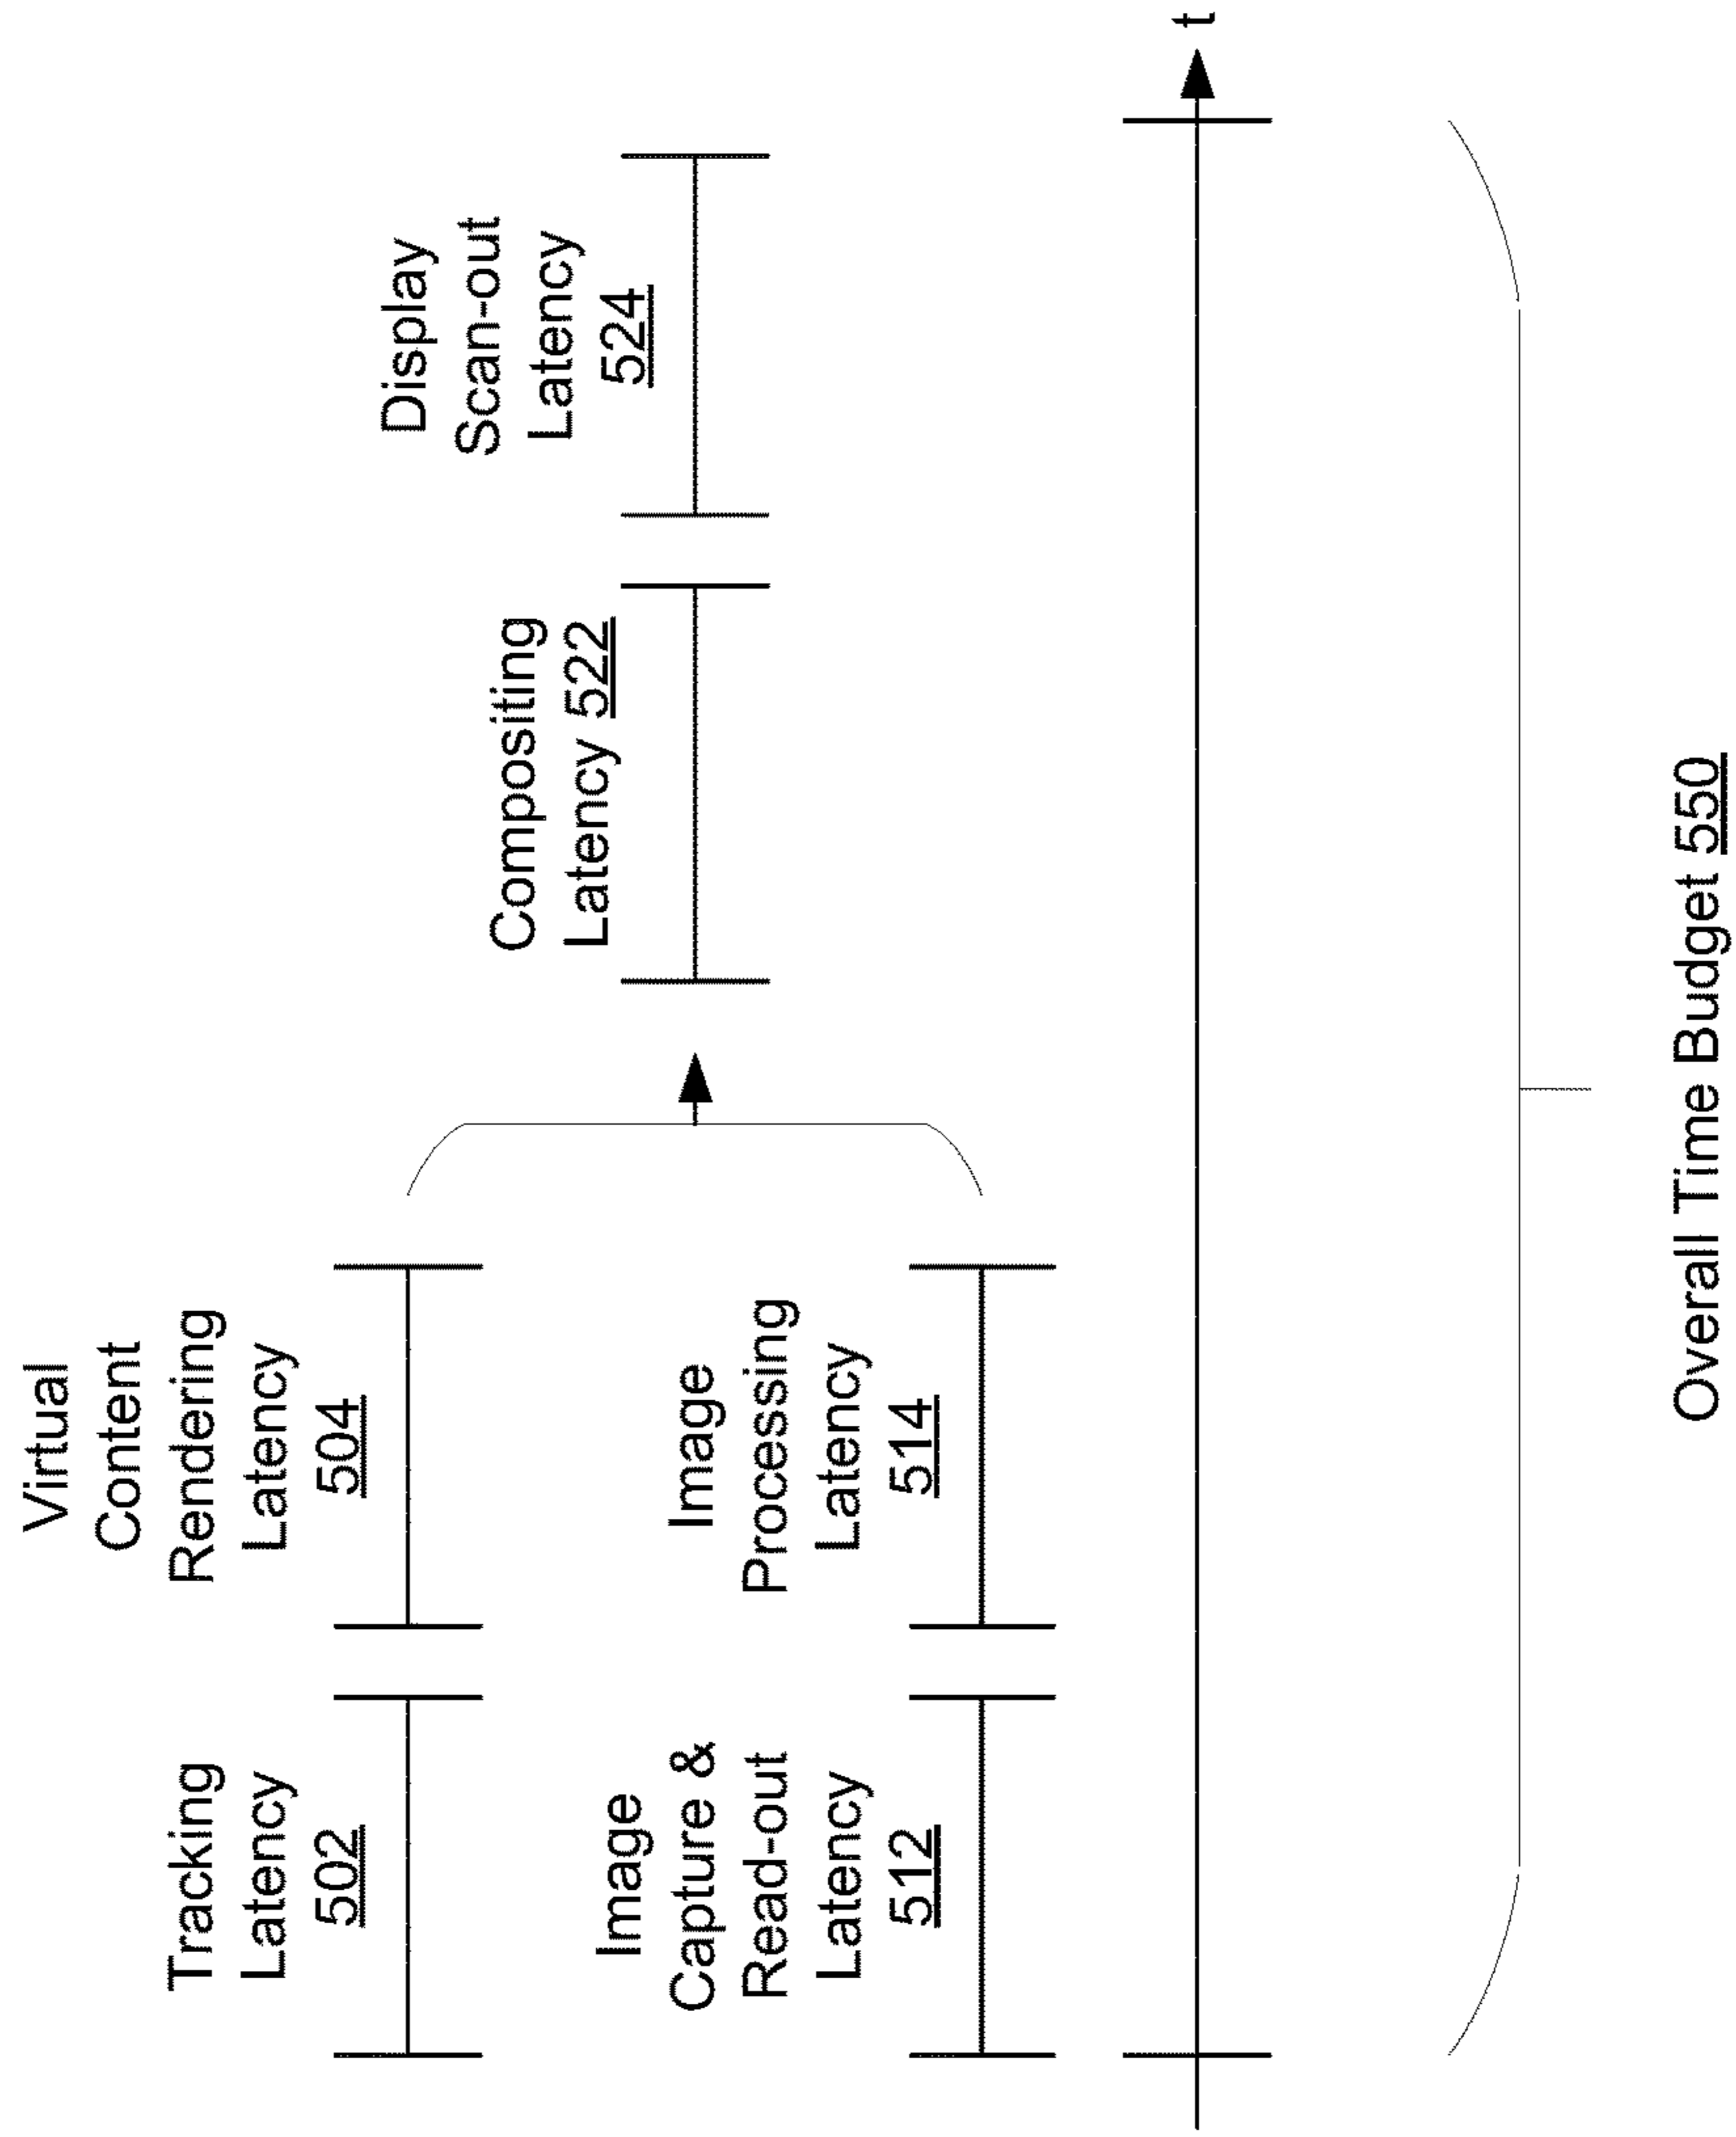 Tracking
Latency
502
Virtual
Content
Rendering
Latency
504
Image
Capture &
Read-out
Latency
512
Image
Processing
Latency
514
Compositing
Latency 522
Display
Scan-out
Latency
524
t
Overall Time Budget 550